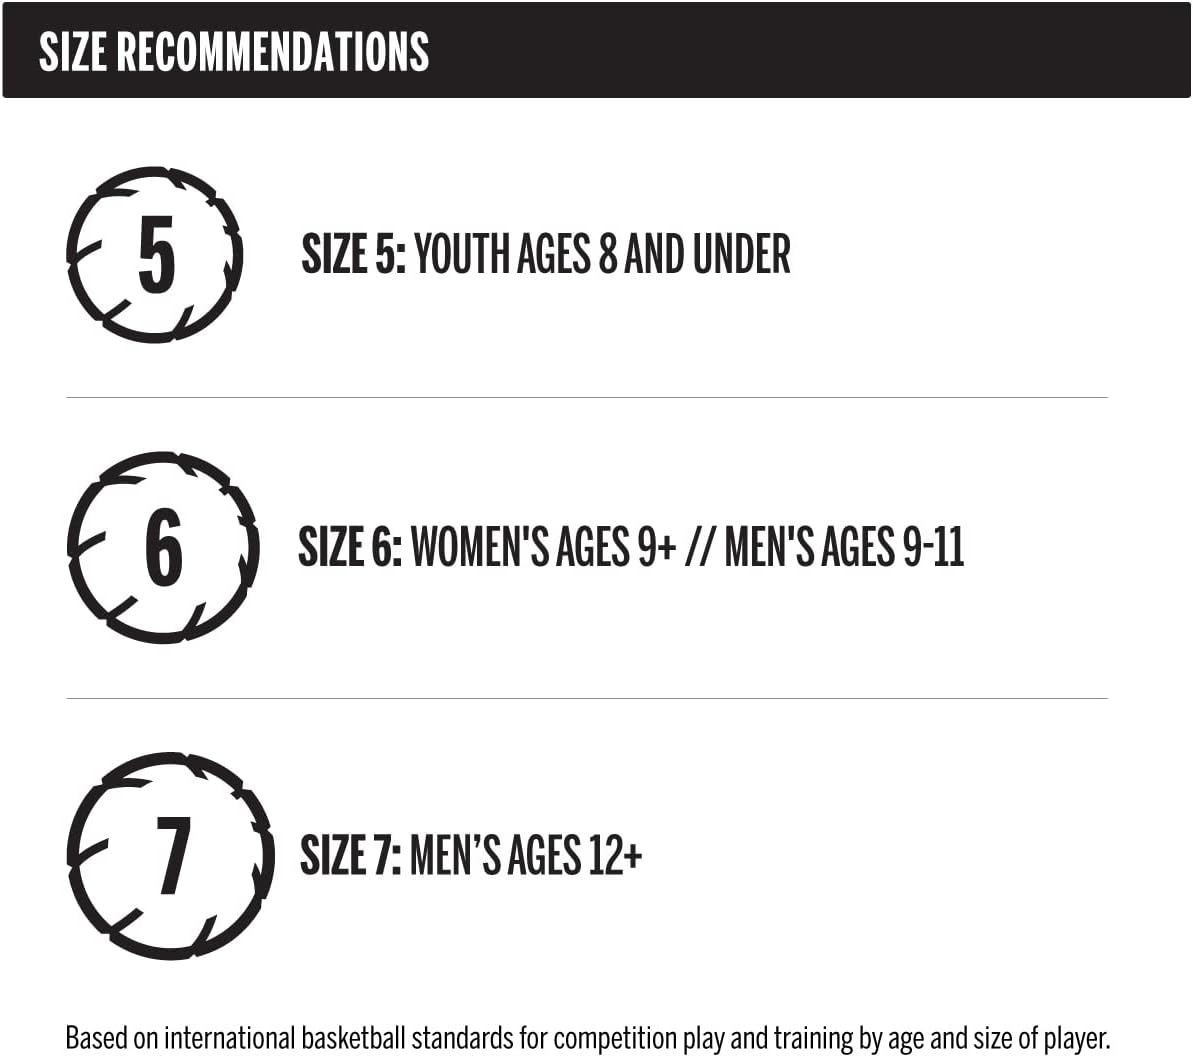 SIZE RECOMMENDATIONS
5
SIZE 5: YOUTH AGES 8 AND UNDER
6
SIZE 6: WOMEN'S AGES 9+ // MEN'S AGES 9-11
7
SIZE 7: MEN’S AGES 12+
Based on international basketball standards for competition play and training by age and size of player.